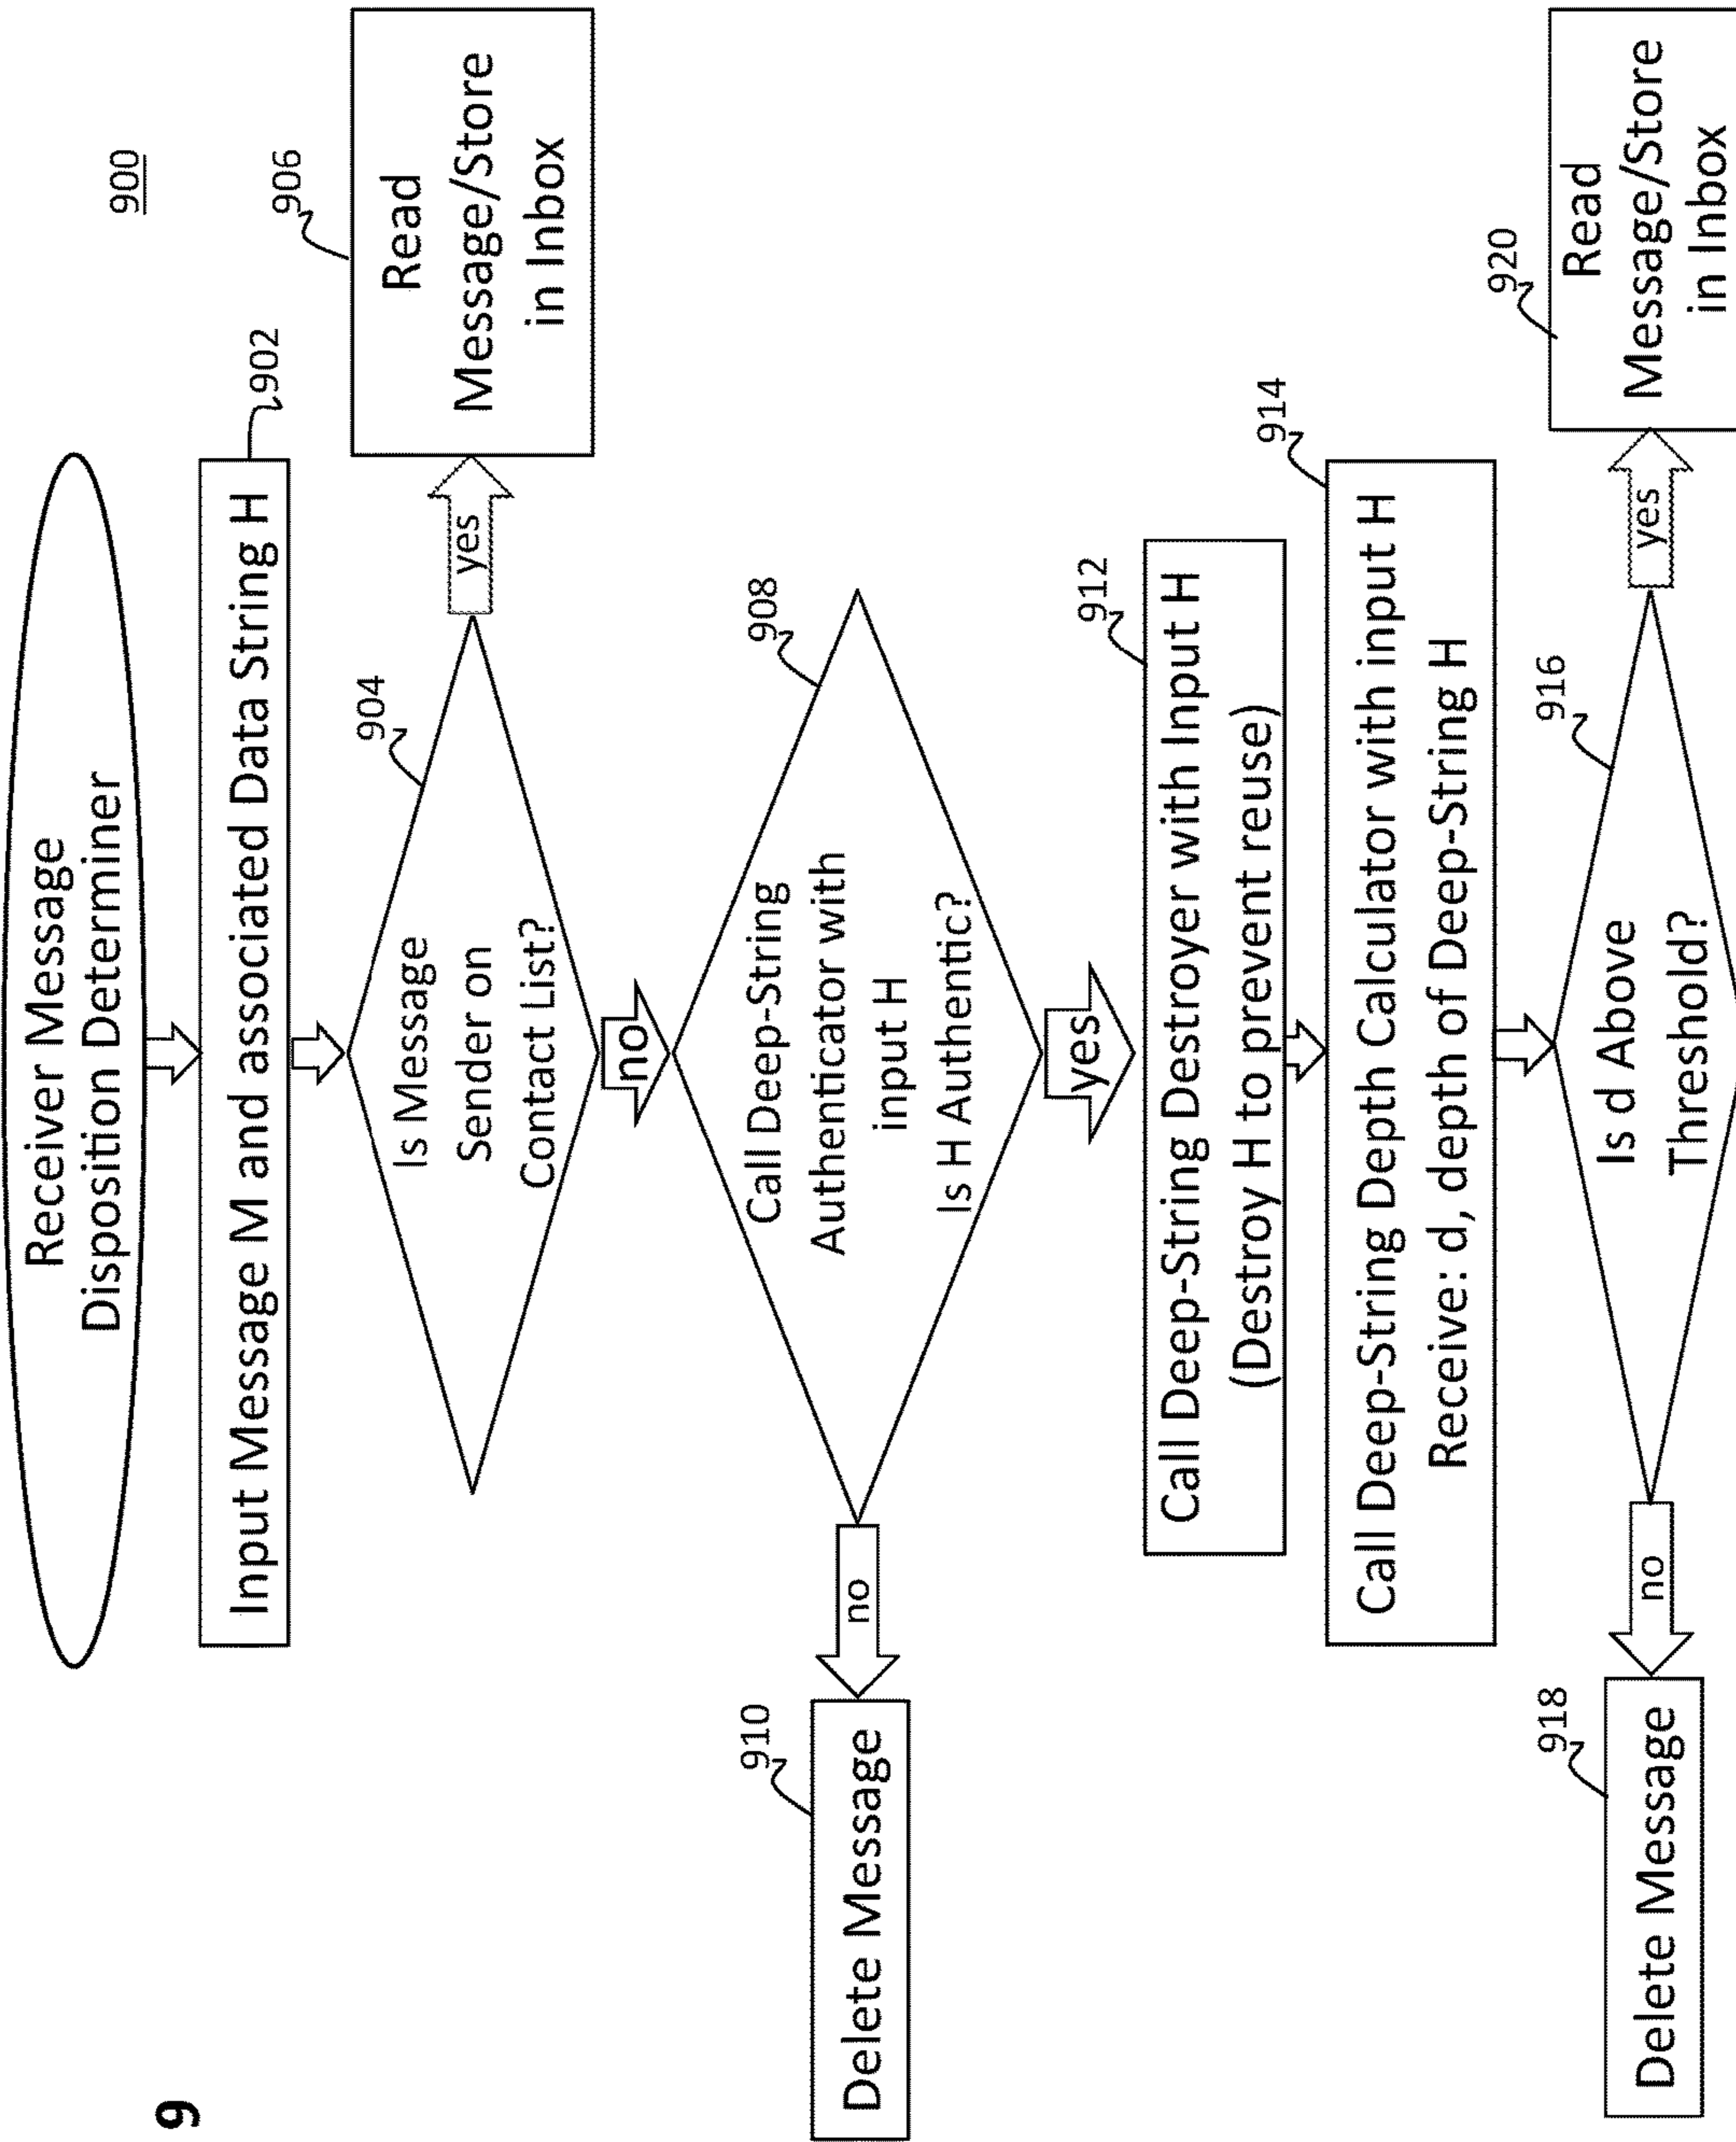 9
900
Receiver Message
Disposition Determiner
Input Message M and associated Data String H
902
904
906
Is Message
Sender on
Contact List?
yes
Read
Message/Store
in Inbox
no
908
Call Deep-String
Authenticator with
input H
Is H Authentic?
no
910
Delete Message
yes
912
Call Deep-String Destroyer with Input H
(Destroy H to prevent reuse)
914
Call Deep-String Depth Calculator with input H
Receive: d, depth of Deep-String H
916
Is d Above
Threshold?
no
918
Delete Message
yes
920
Read
Message/Store
in Inbox